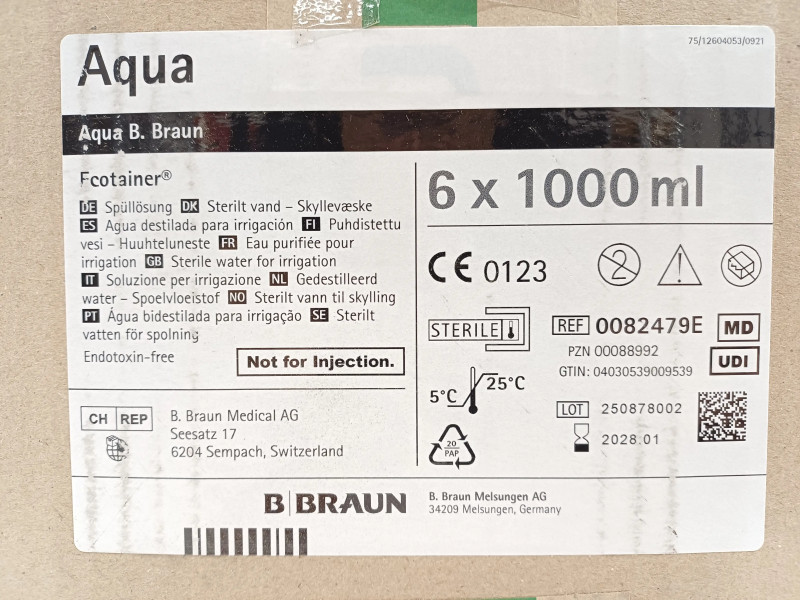 75/12604053/0921
Aqua
Aqua B. Braun
Ecotainer®
DE Spüllösung DK Sterilt vand – Skyllevæske
ES Agua destilada para irrigación FI Puhdistettu
vesi – Huuhteluneste FR Eau purifiée pour
irrigation GB Sterile water for irrigation
IT Soluzione per irrigazione NL Gedestilleerd
water – Spoelvloeistof NO Sterilt vann til skylling
PT Água bidestilada para irrigação SE Sterilt
vatten för spolning
Endotoxin-free
Not for Injection.
6 x 1000 ml
CE 0123
2
STERILE
REF 0082479E MD
PZN 00088992
UDI
GTIN: 04030539009539
5°C
25°C
LOT 250878002
2028.01
20
PAP
CH REP
B. Braun Medical AG
Seesatz 17
6204 Sempach, Switzerland
B|BRAUN
B. Braun Melsungen AG
34209 Melsungen, Germany